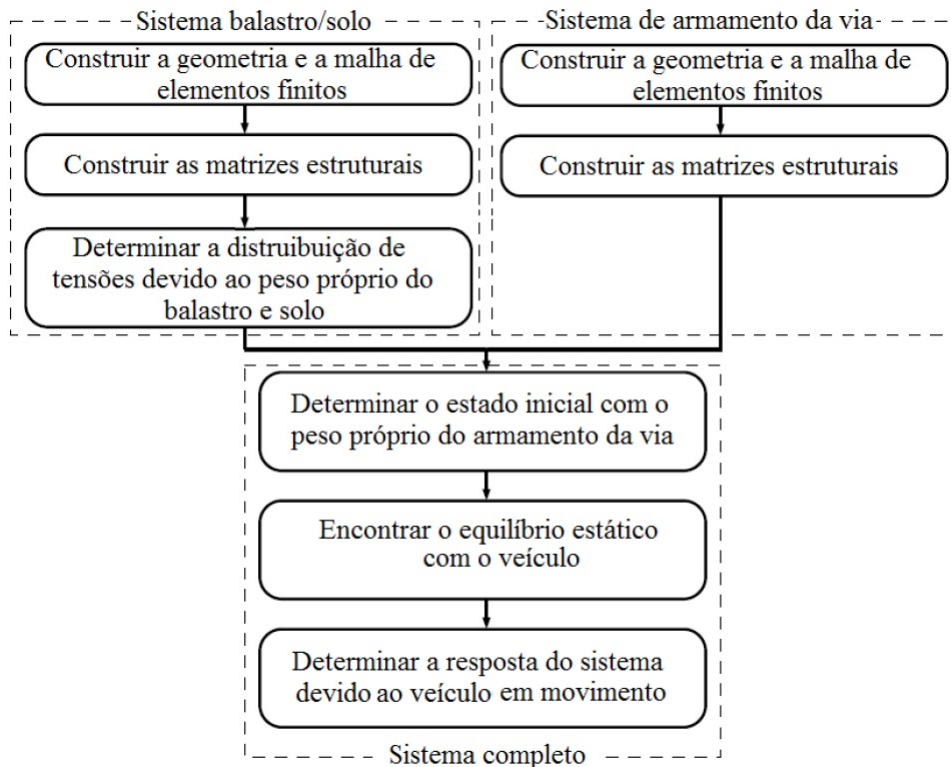 Sistema balastro/solo
Construir a geometria e a malha de
elementos finitos
Construir as matrizes estruturais
Determinar a distruibuição de
tensões devido ao peso próprio do
balastro e solo
Sistema de armamento da via
Construir a geometria e a malha de
elementos finitos
Construir as matrizes estruturais
Determinar o estado inicial com o
peso próprio do armamento da via
Encontrar o equilíbrio estático
com o veículo
Determinar a resposta do sistema
devido ao veículo em movimento
Sistema completo